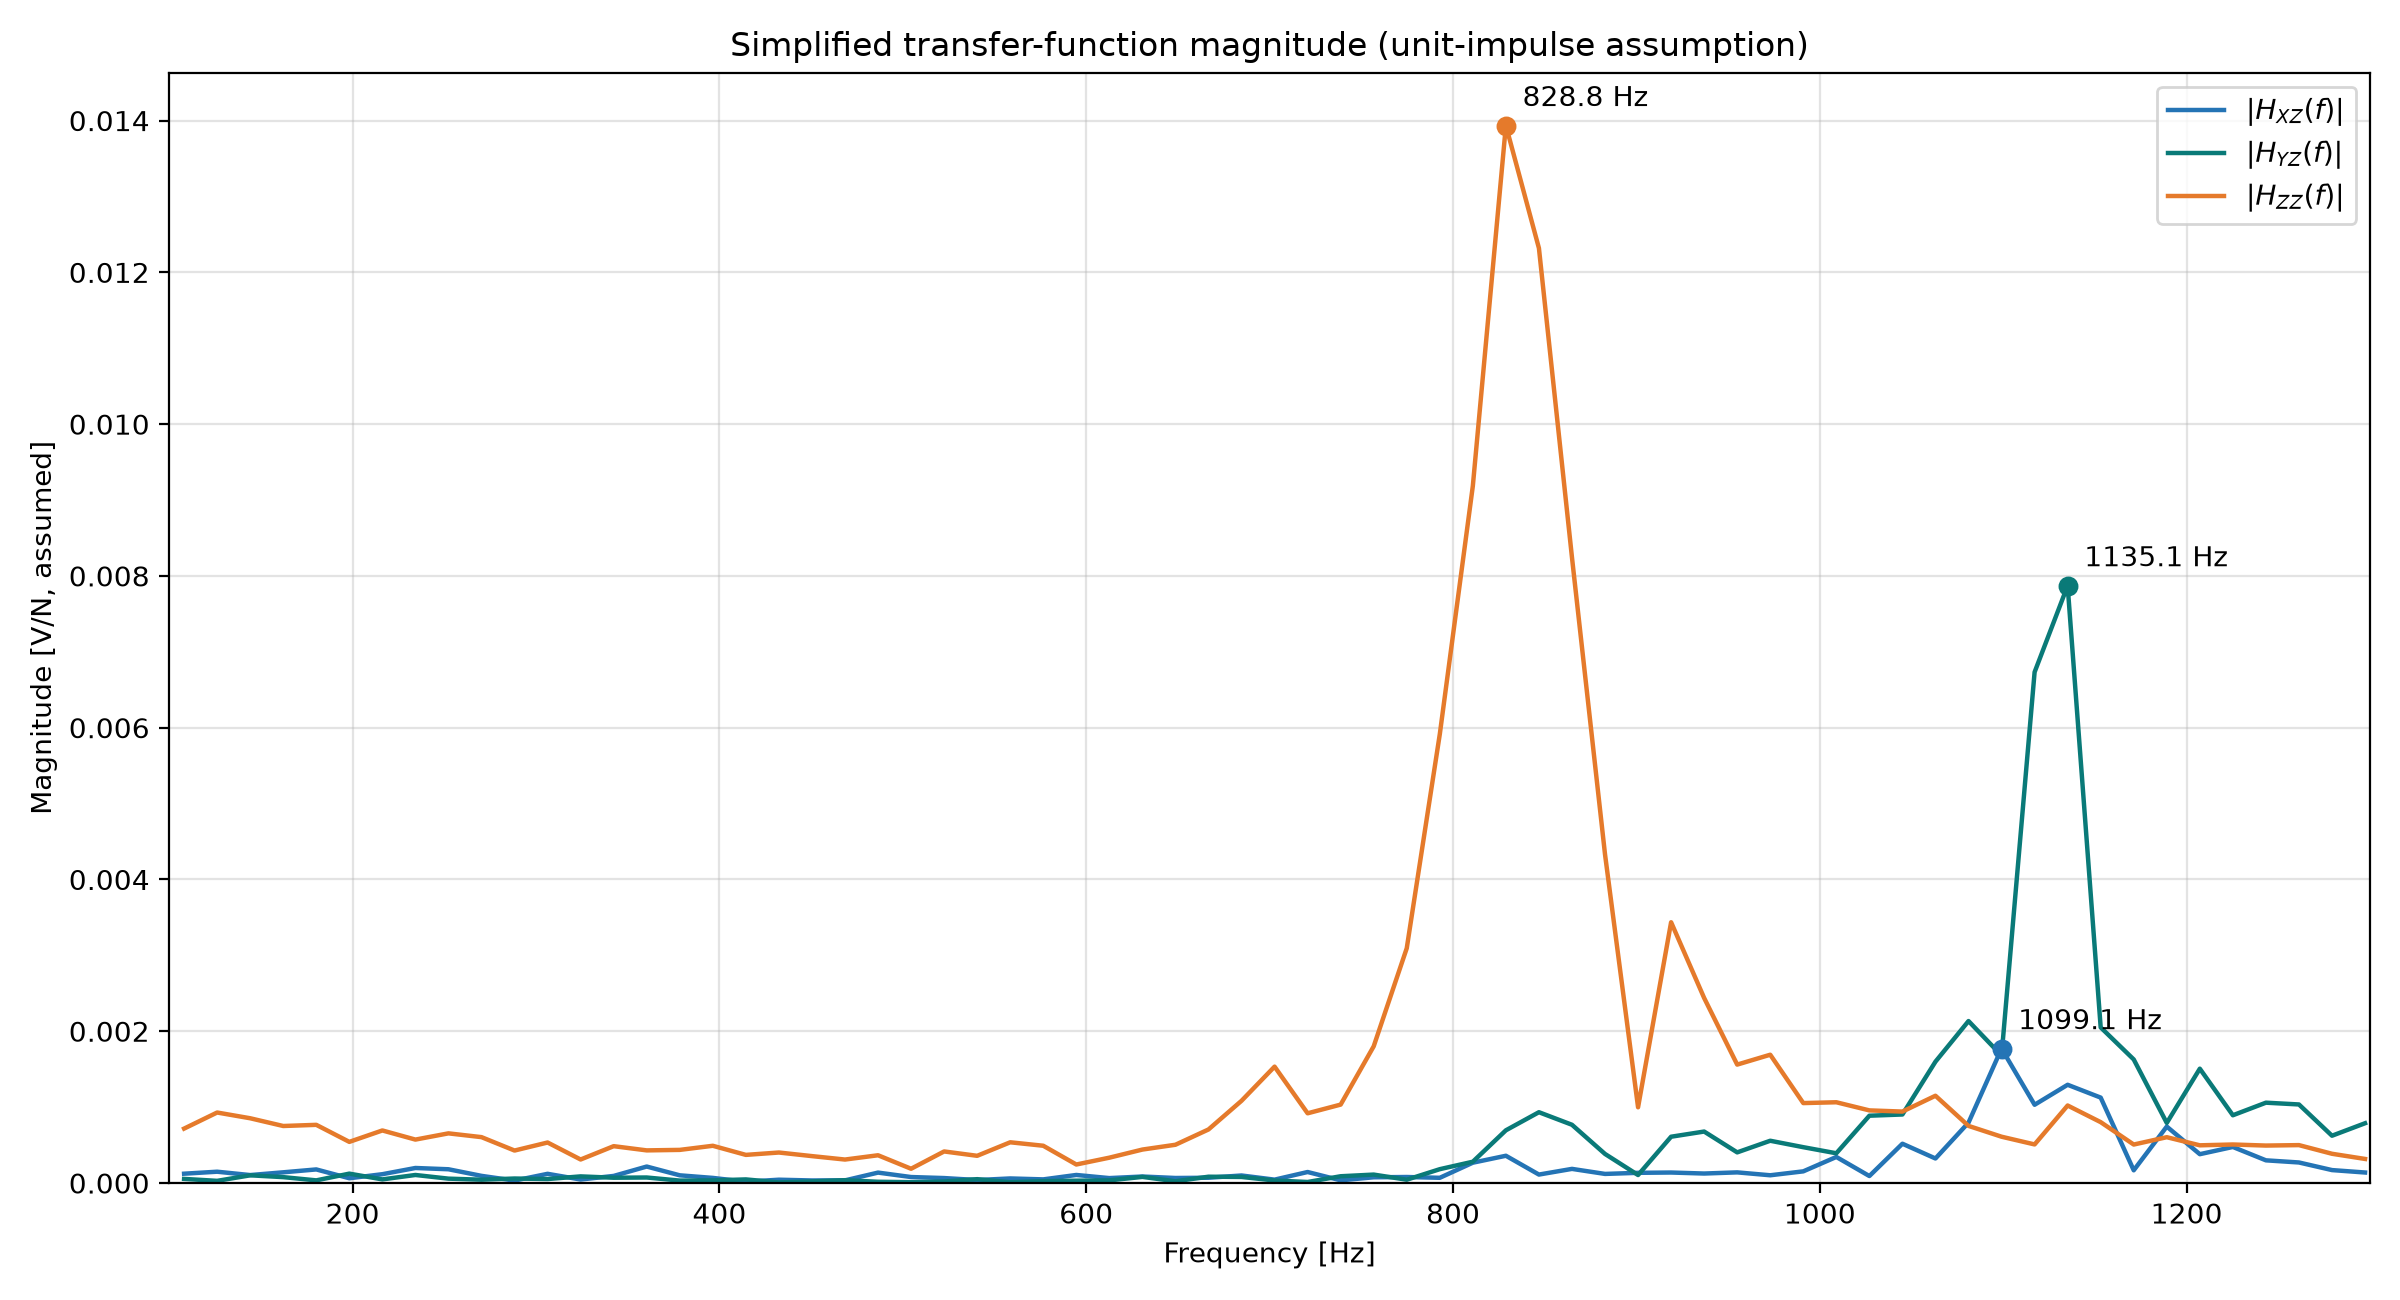 Simplified transfer-function magnitude (unit-impulse assumption)
828.8 Hz
|H_XZ(f)|
|H_YZ(f)|
|H_ZZ(f)|
1135.1 Hz
1099.1 Hz
0.014
0.012
0.010
0.008
0.006
0.004
0.002
0.000
Magnitude [V/N, assumed]
200 400 600 800 1000 1200
Frequency [Hz]